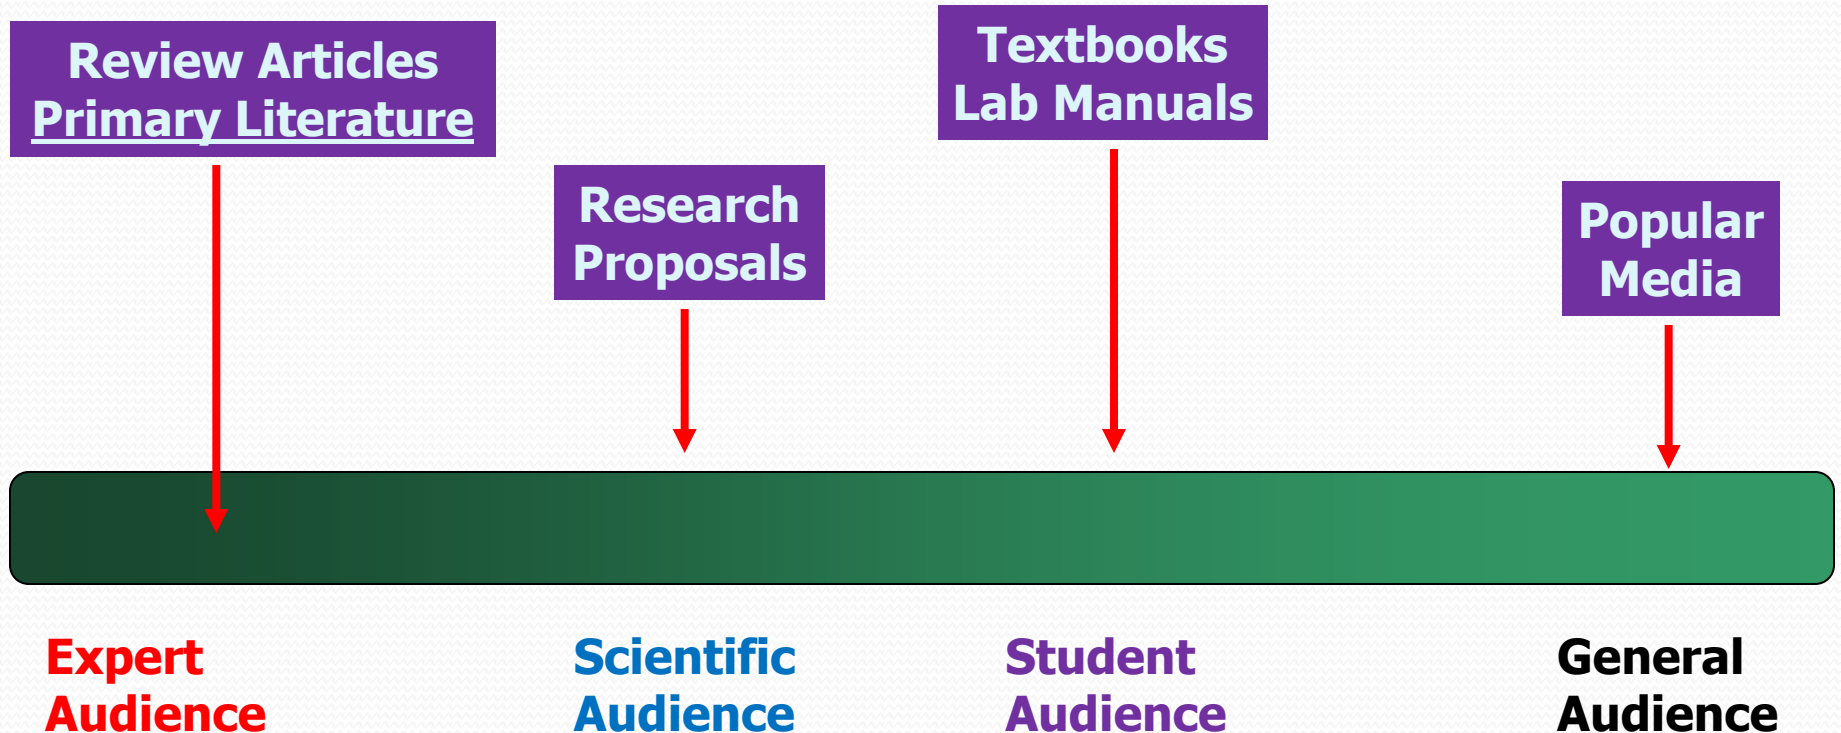 Review Articles
Primary Literature
Research
Proposals
Textbooks
Lab Manuals
Popular
Media
Expert
Audience
Scientific
Audience
Student
Audience
General
Audience